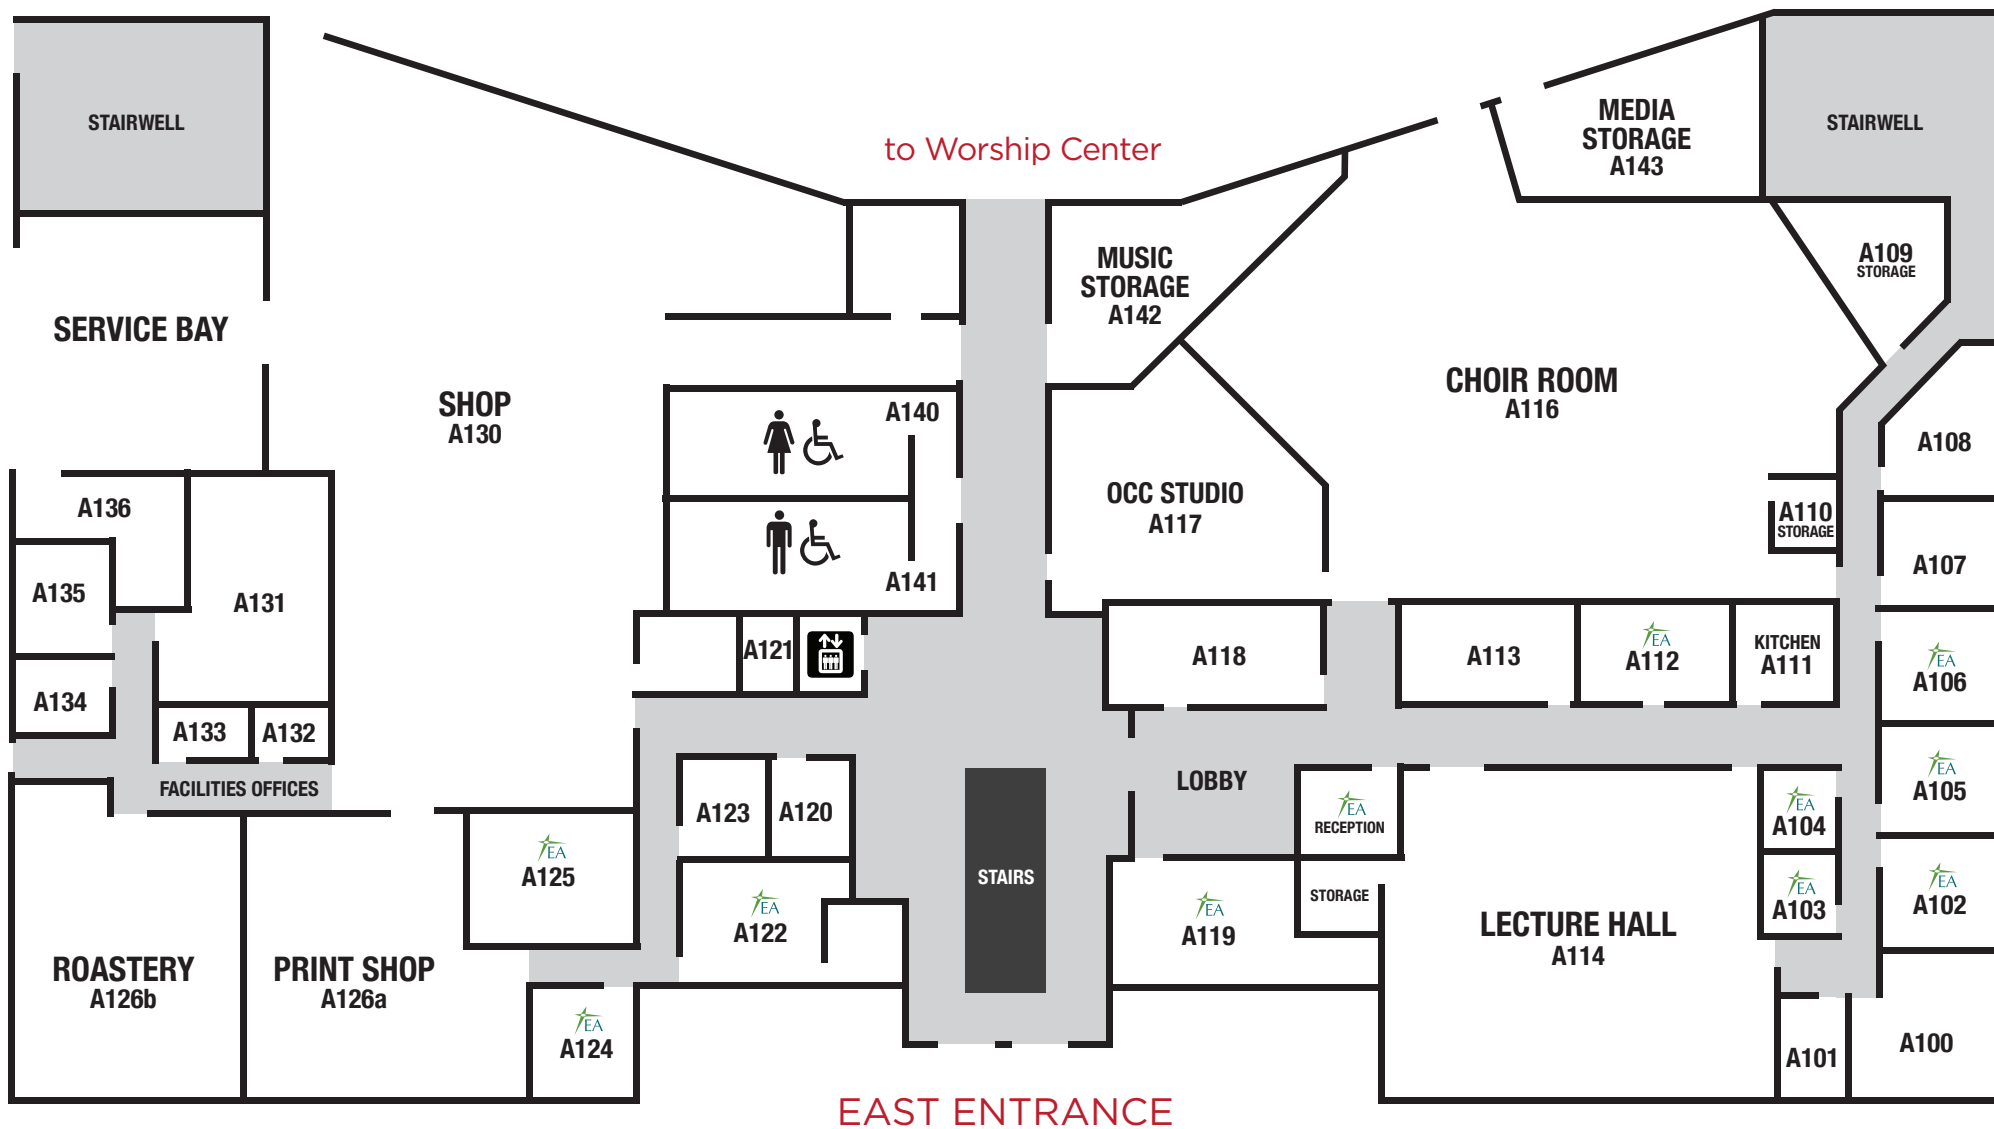 STAIRWELL
to Worship Center
MEDIA
STORAGE
A143
STAIRWELL
SERVICE BAY
MUSIC
STORAGE
A142
A109
STORAGE
SHOP
A130
A140
CHOIR ROOM
A116
A108
A136
OCC STUDIO
A117
A110
STORAGE
A107
A135
A131
A141
A134
A121
A118
A113
EA
A112
KITCHEN
A111
EA
A106
A133
A132
FACILITIES OFFICES
LOBBY
EA
A105
A123
A120
EA
RECEPTION
EA
A104
EA
A125
STAIRS
STORAGE
EA
A103
EA
A102
EA
A122
EA
A119
LECTURE HALL
A114
ROASTERY
A126b
PRINT SHOP
A126a
EA
A124
A101
A100
EAST ENTRANCE